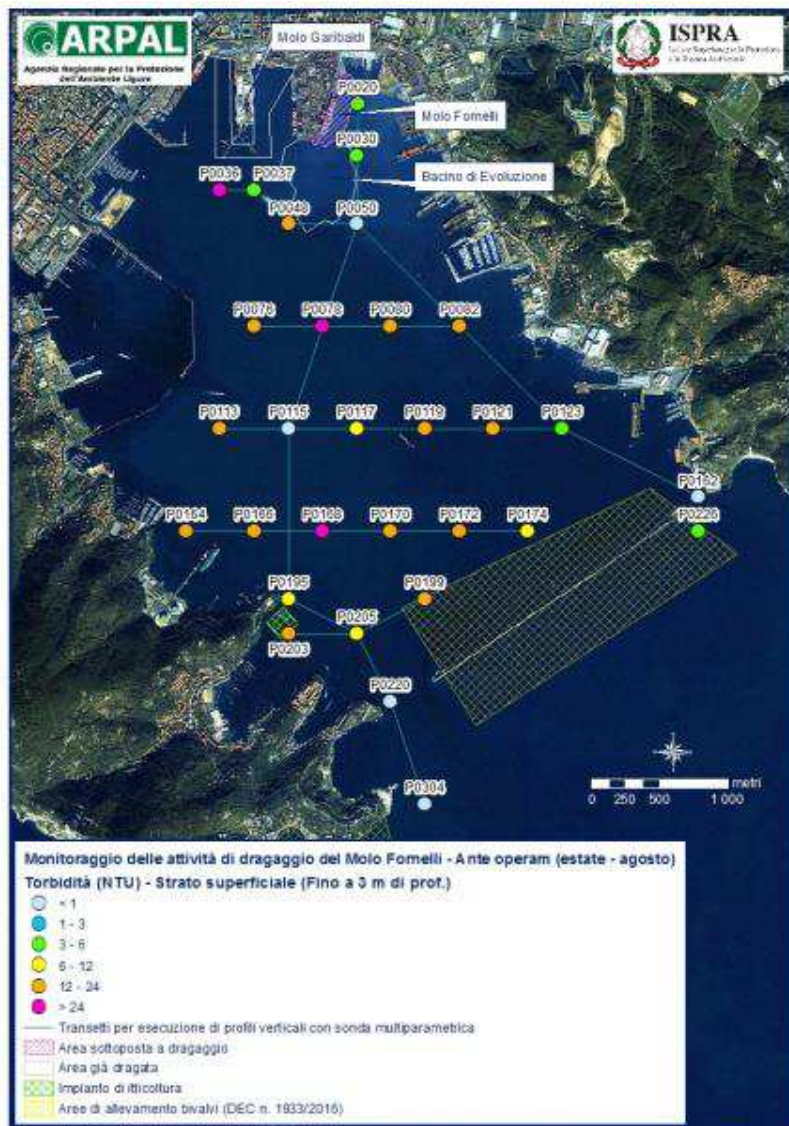 ARPAL
Agenzia Regionale per la Protezione
dell'Ambiente Ligure
Molo Garibaldi
ISPRA
P0020
Molo Fornelli
P0030
Bacino di Evoluzione
P0036
P0037
P0048
P0050
P0076
P0078
P0080
P0082
P0113
P0115
P0117
P0119
P0121
P0123
P0162
P0164
P0166
P0168
P0170
P0172
P0174
P0226
P0195
P0199
P0203
P0205
P0220
P0304
metri
0 250 500 1 000
Monitoraggio delle attività di dragaggio del Molo Fornelli - Ante operam (estate - agosto)
Torbidità (NTU) - Strato superficiale (Fino a 3 m di prof.)
< 1
1 - 3
3 - 6
6 - 12
12 - 24
> 24
Transetti per esecuzione di profili verticali con sonda multiparametrica
Area sottoposta a dragaggio
Area già dragata
Impianto di itticoltura
Aree di allevamento bivalvi (DEC n. 1933/2016)